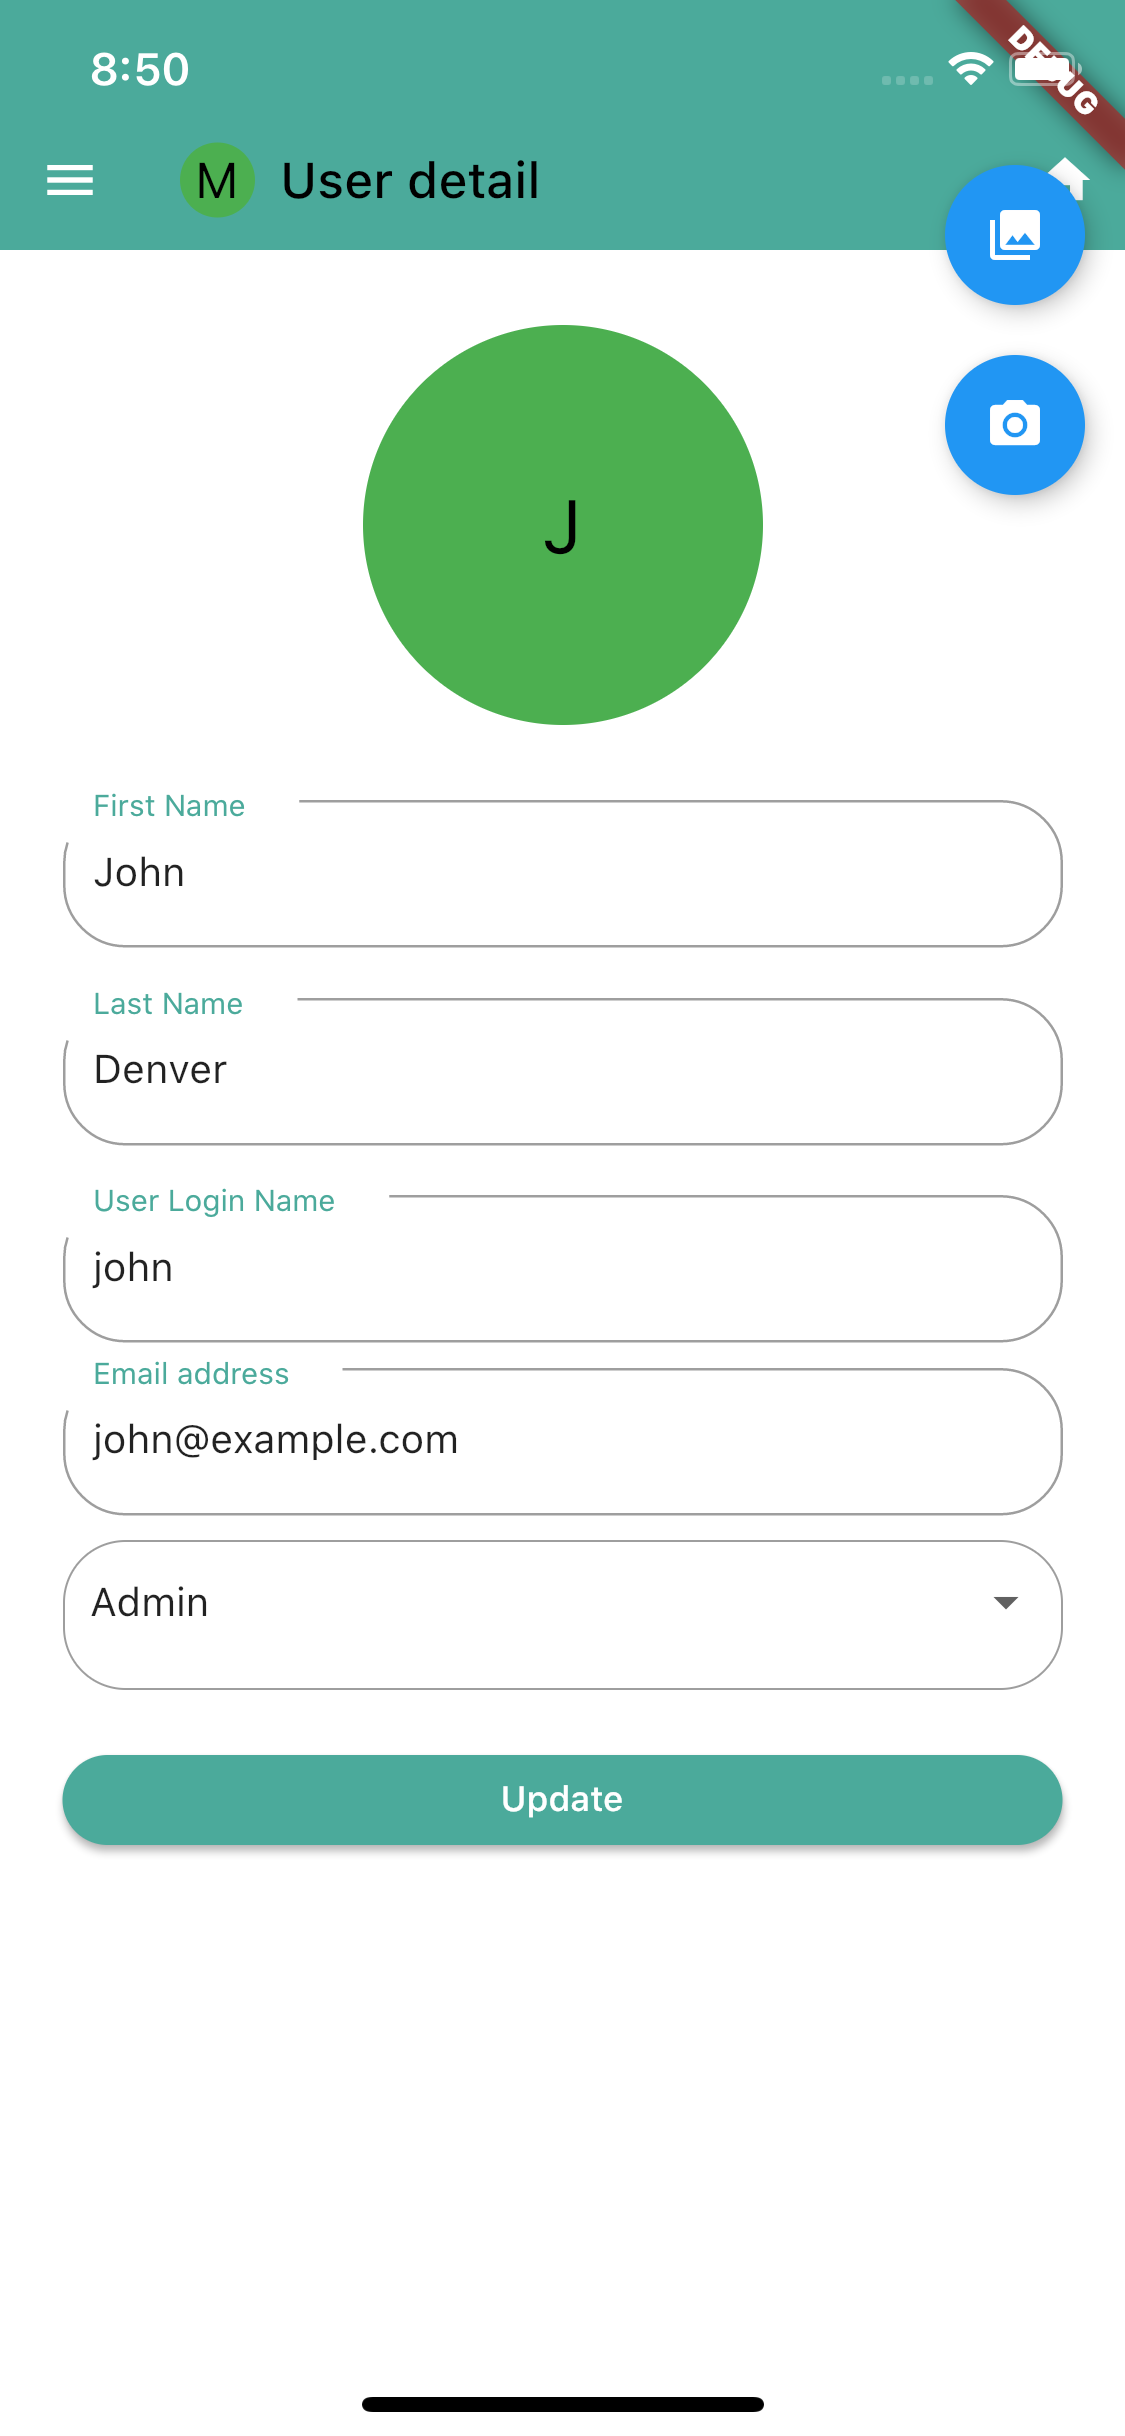 8:50
M User detail
J
First Name
John
Last Name
Denver
User Login Name
john
Email address
john@example.com
Admin
Update